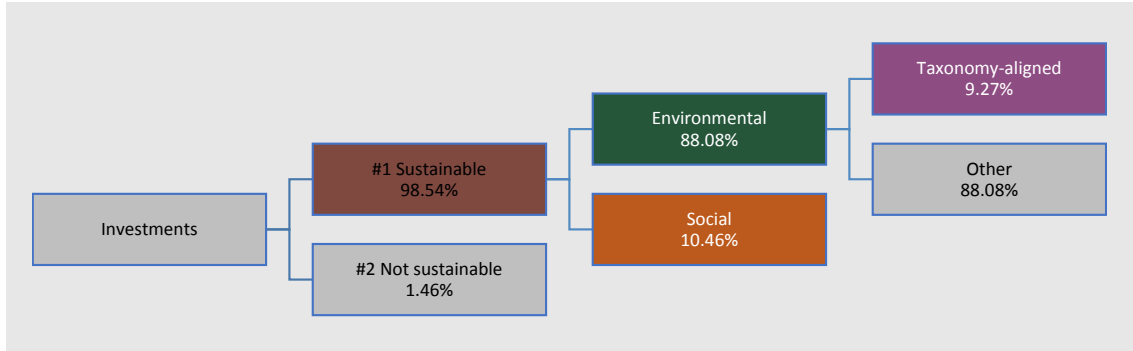 Investments
#1 Sustainable
98.54%
#2 Not sustainable
1.46%
Environmental
88.08%
Social
10.46%
Taxonomy-aligned
9.27%
Other
88.08%